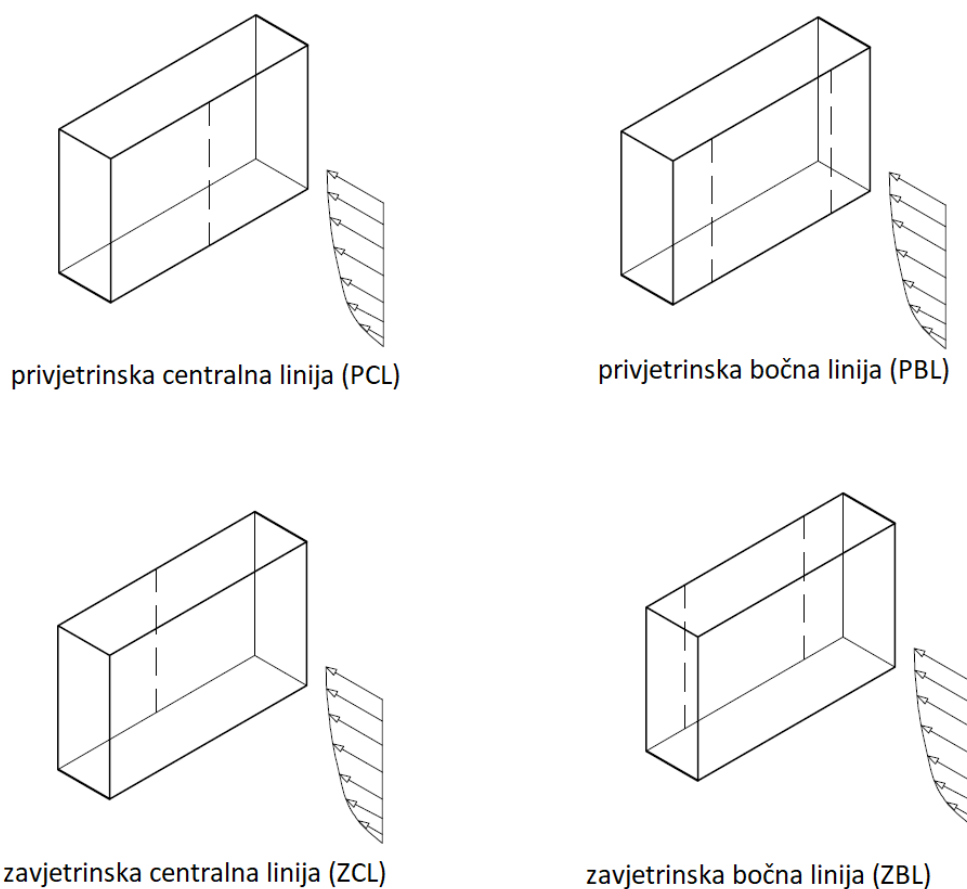 privjetrinska centralna linija (PCL)
privjetrinska bočna linija (PBL)
zavjetrinska centralna linija (ZCL)
zavjetrinska bočna linija (ZBL)